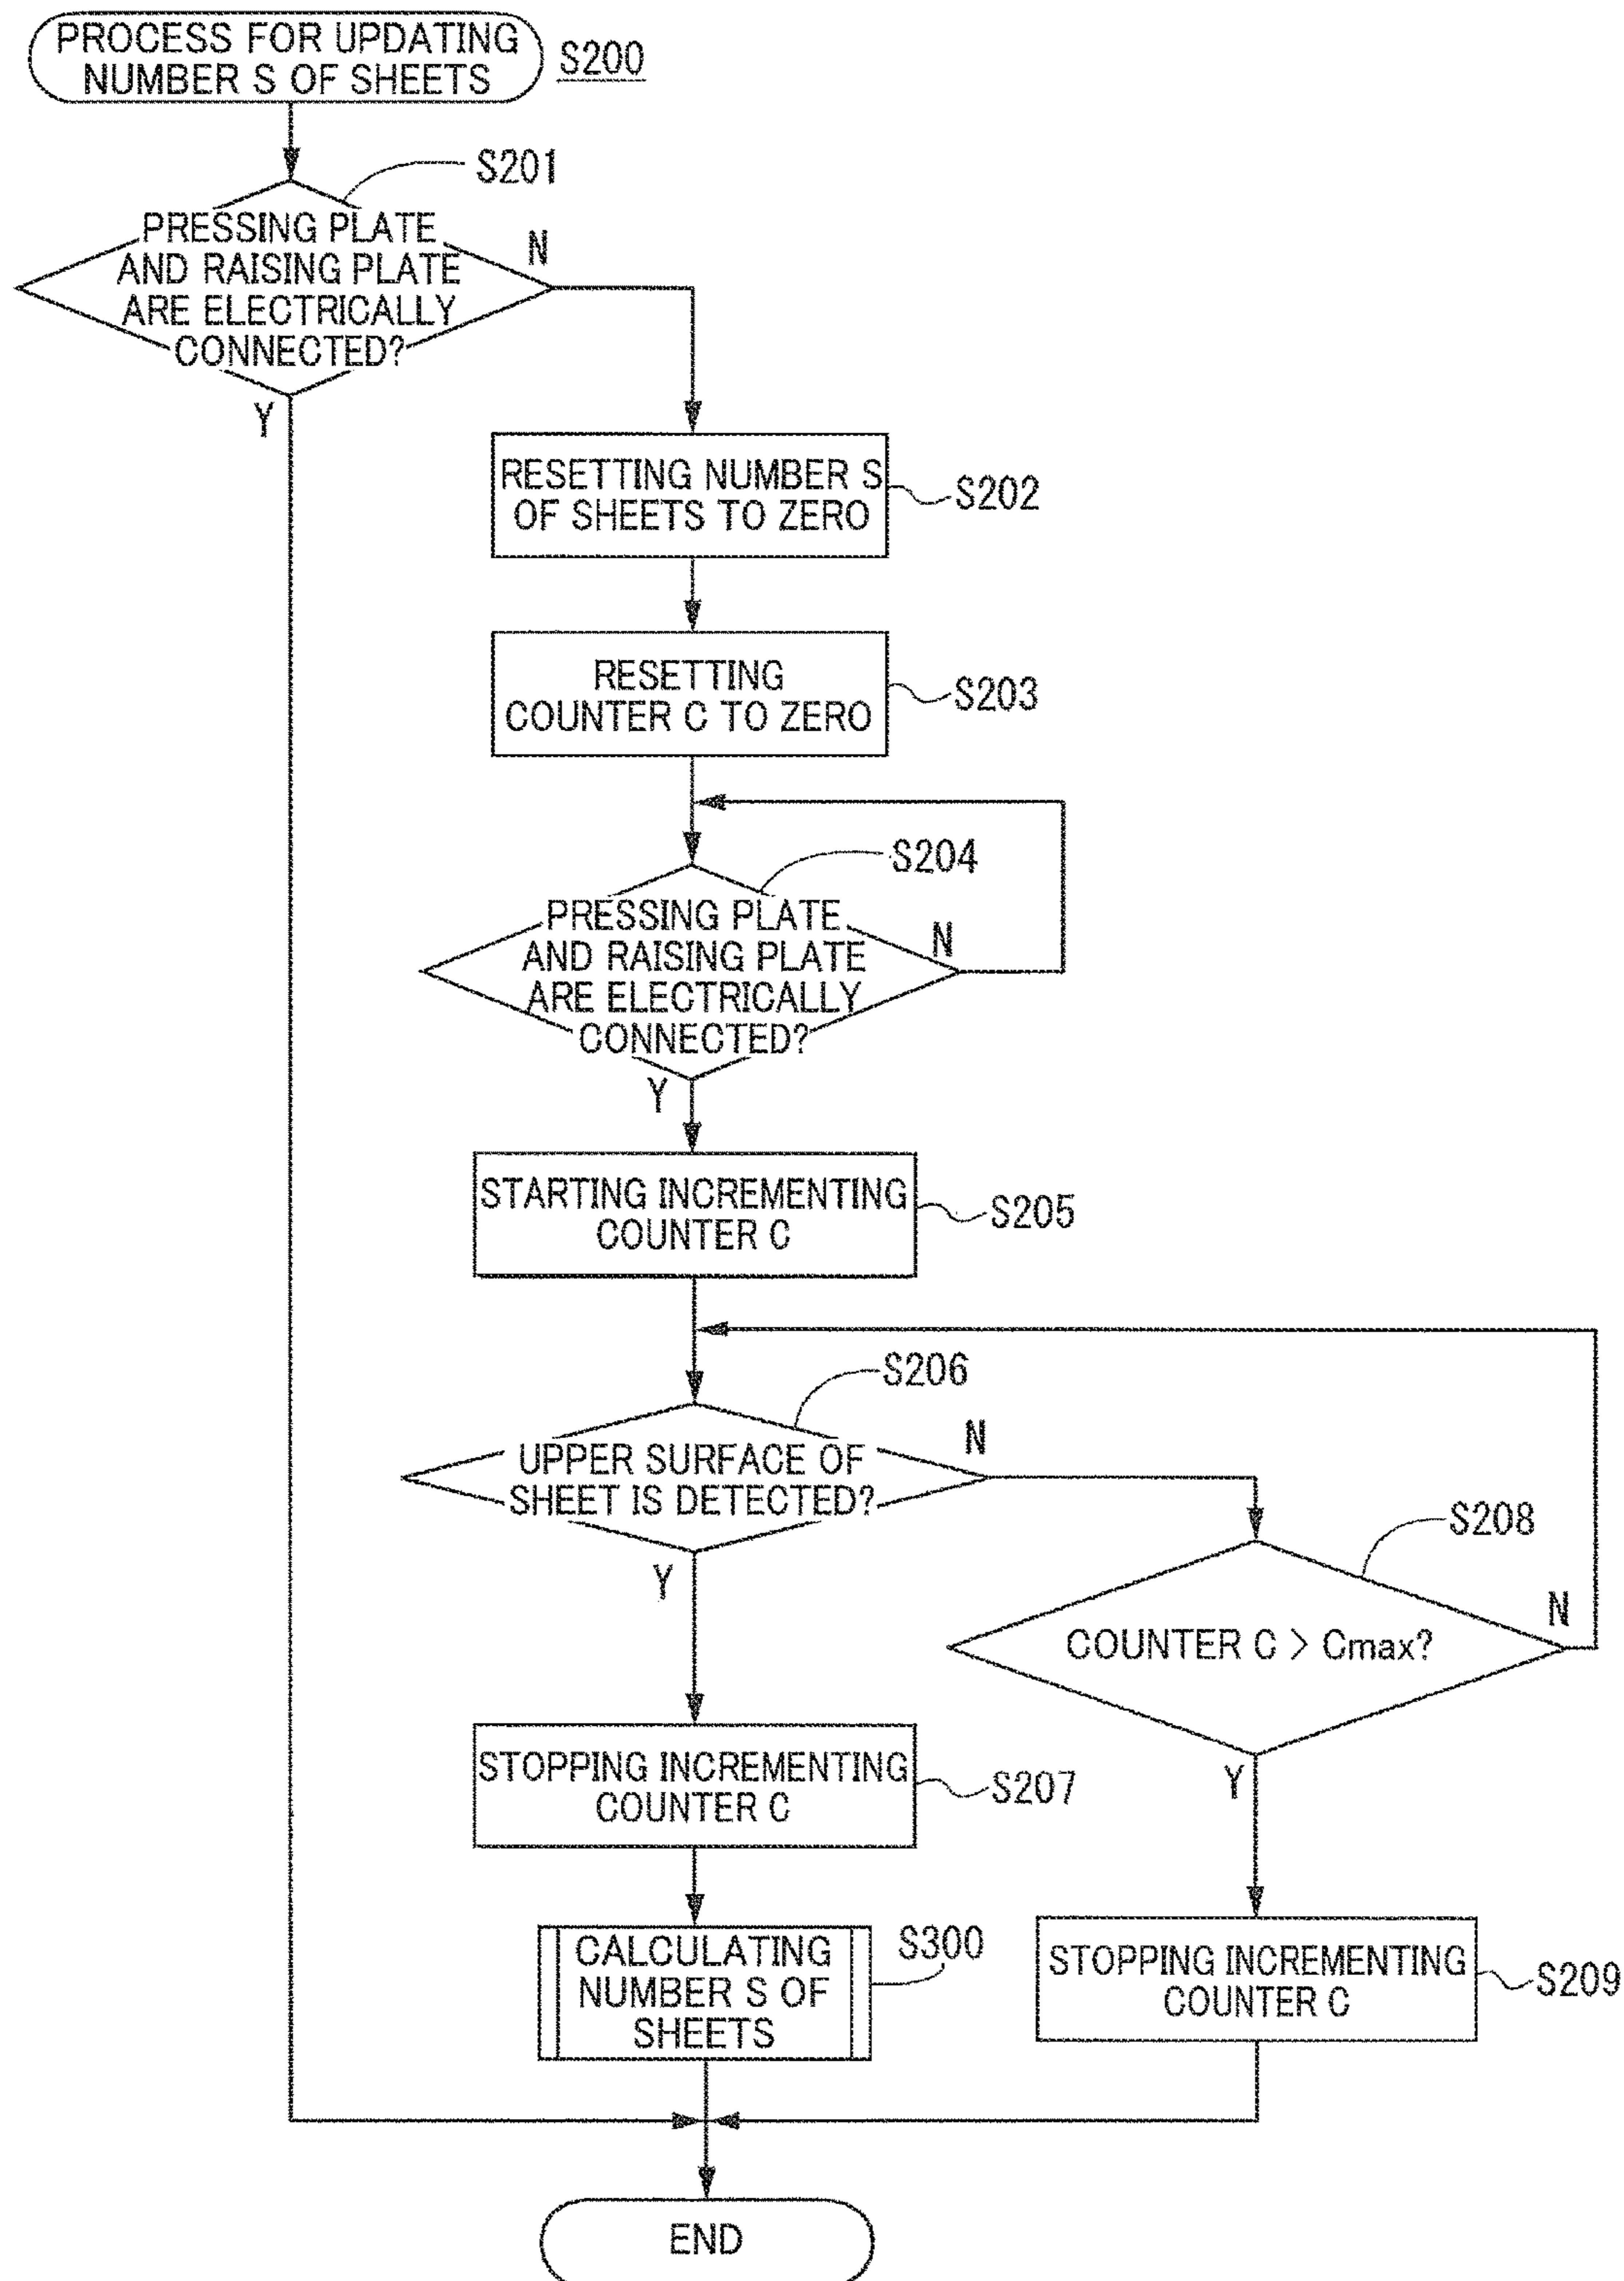 PROCESS FOR UPDATING
NUMBER S OF SHEETS
S200
S201
PRESSING PLATE
AND RAISING PLATE
ARE ELECTRICALLY
CONNECTED?
N
Y
RESETTING NUMBER S
OF SHEETS TO ZERO
S202
RESETTING
COUNTER C TO ZERO
S203
S204
PRESSING PLATE
AND RAISING PLATE
ARE ELECTRICALLY
CONNECTED?
N
Y
STARTING INCREMENTING
COUNTER C
S205
S206
UPPER SURFACE OF
SHEET IS DETECTED?
N
Y
S208
COUNTER C > Cmax?
N
Y
STOPPING INCREMENTING
COUNTER C
S207
CALCULATING
NUMBER S OF
SHEETS
S300
STOPPING INCREMENTING
COUNTER C
S209
END